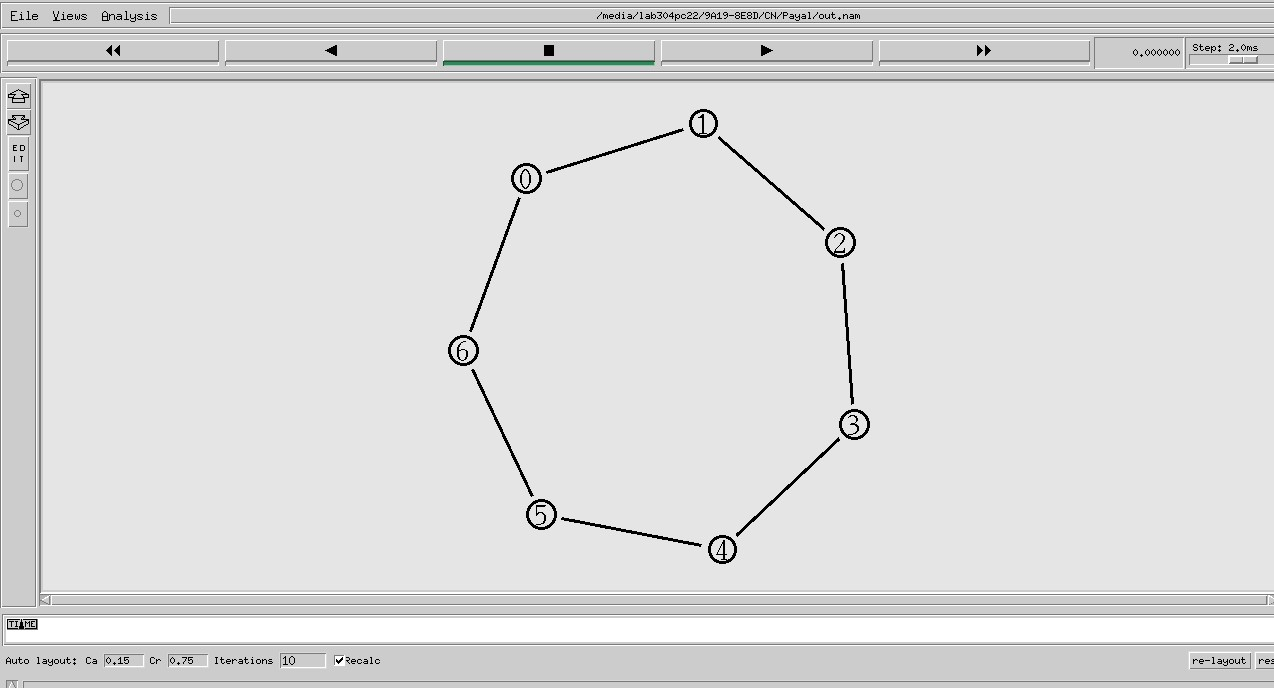 File Views Analysis /media/lab304pc22/9A19-8E8D/CN/Payal/out.nam
0.000000 Step: 2.0ms
ED
IT
1
0
2
6
3
5
4
TIME
Auto layout: Ca 0.15 Cr 0.75 Iterations 10 Recalc re-layout res